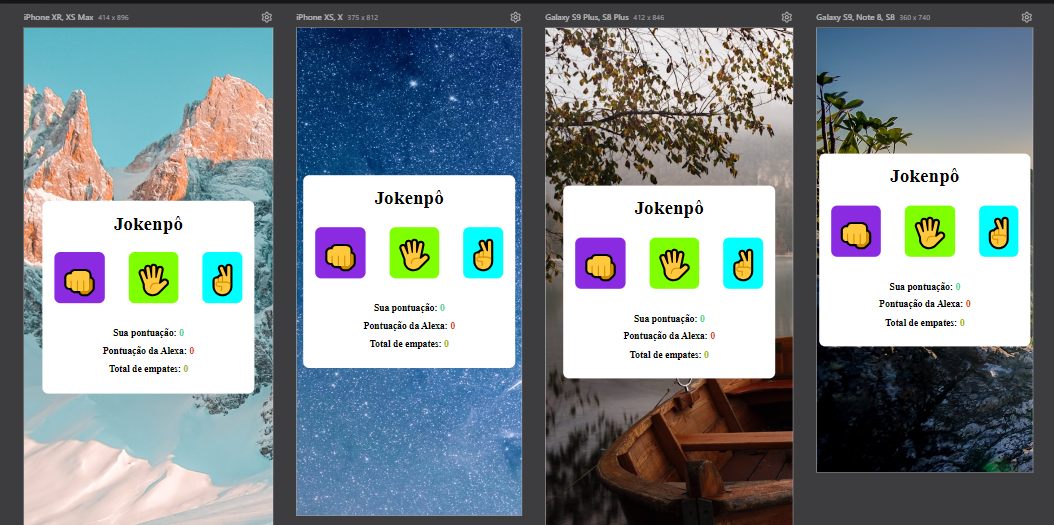 iPhone XR, XS Max 414 x 896
Jokenpô
Sua pontuação: 0
Pontuação da Alexa: 0
Total de empates: 0
iPhone XS, X 375 x 812
Jokenpô
Sua pontuação: 0
Pontuação da Alexa: 0
Total de empates: 0
Galaxy S9 Plus, S8 Plus 412 x 846
Jokenpô
Sua pontuação: 0
Pontuação da Alexa: 0
Total de empates: 0
Galaxy S9, Note 8, S8 360 x 740
Jokenpô
Sua pontuação: 0
Pontuação da Alexa: 0
Total de empates: 0